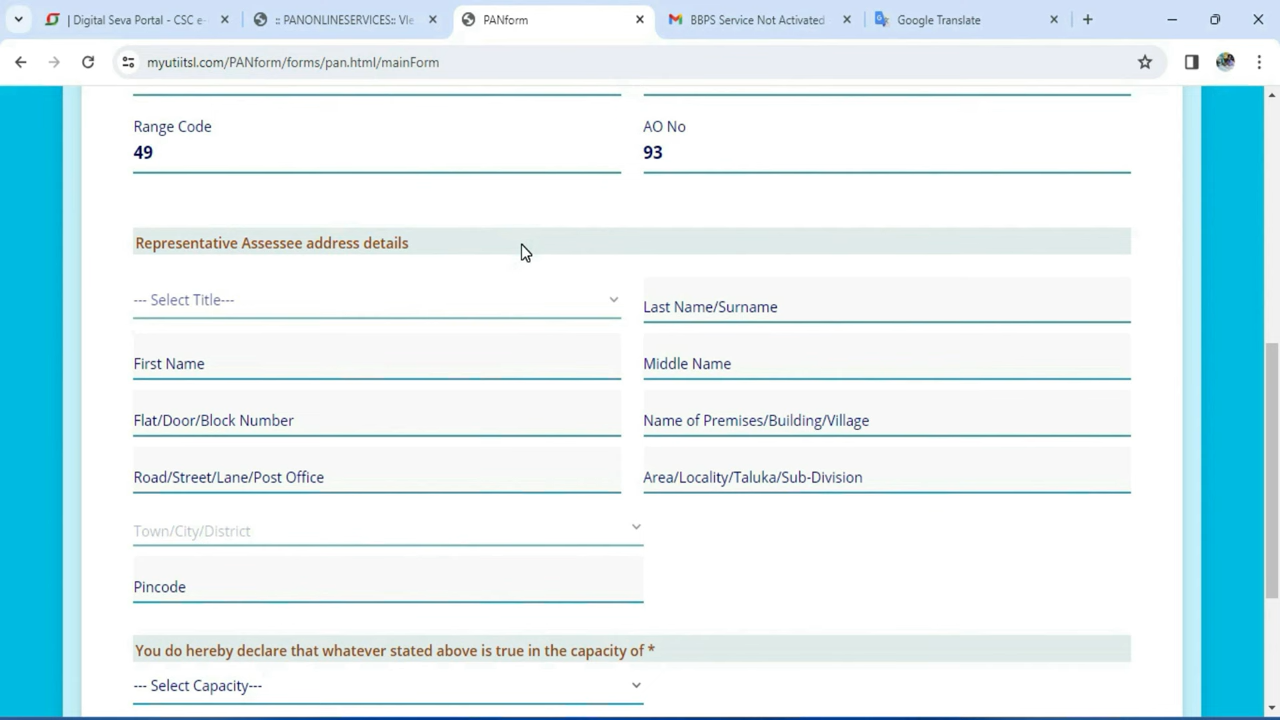 | Digital Seva Portal - CSC e-
:: PANONLINESERVICES:: Vie
PANform
BBPS Service Not Activated
Google Translate
myutiitsl.com/PANform/forms/pan.html/mainForm
Range Code
AO No
49
93
Representative Assessee address details
--- Select Title---
Last Name/Surname
First Name
Middle Name
Flat/Door/Block Number
Name of Premises/Building/Village
Road/Street/Lane/Post Office
Area/Locality/Taluka/Sub-Division
Town/City/District
Pincode
You do hereby declare that whatever stated above is true in the capacity of *
--- Select Capacity---